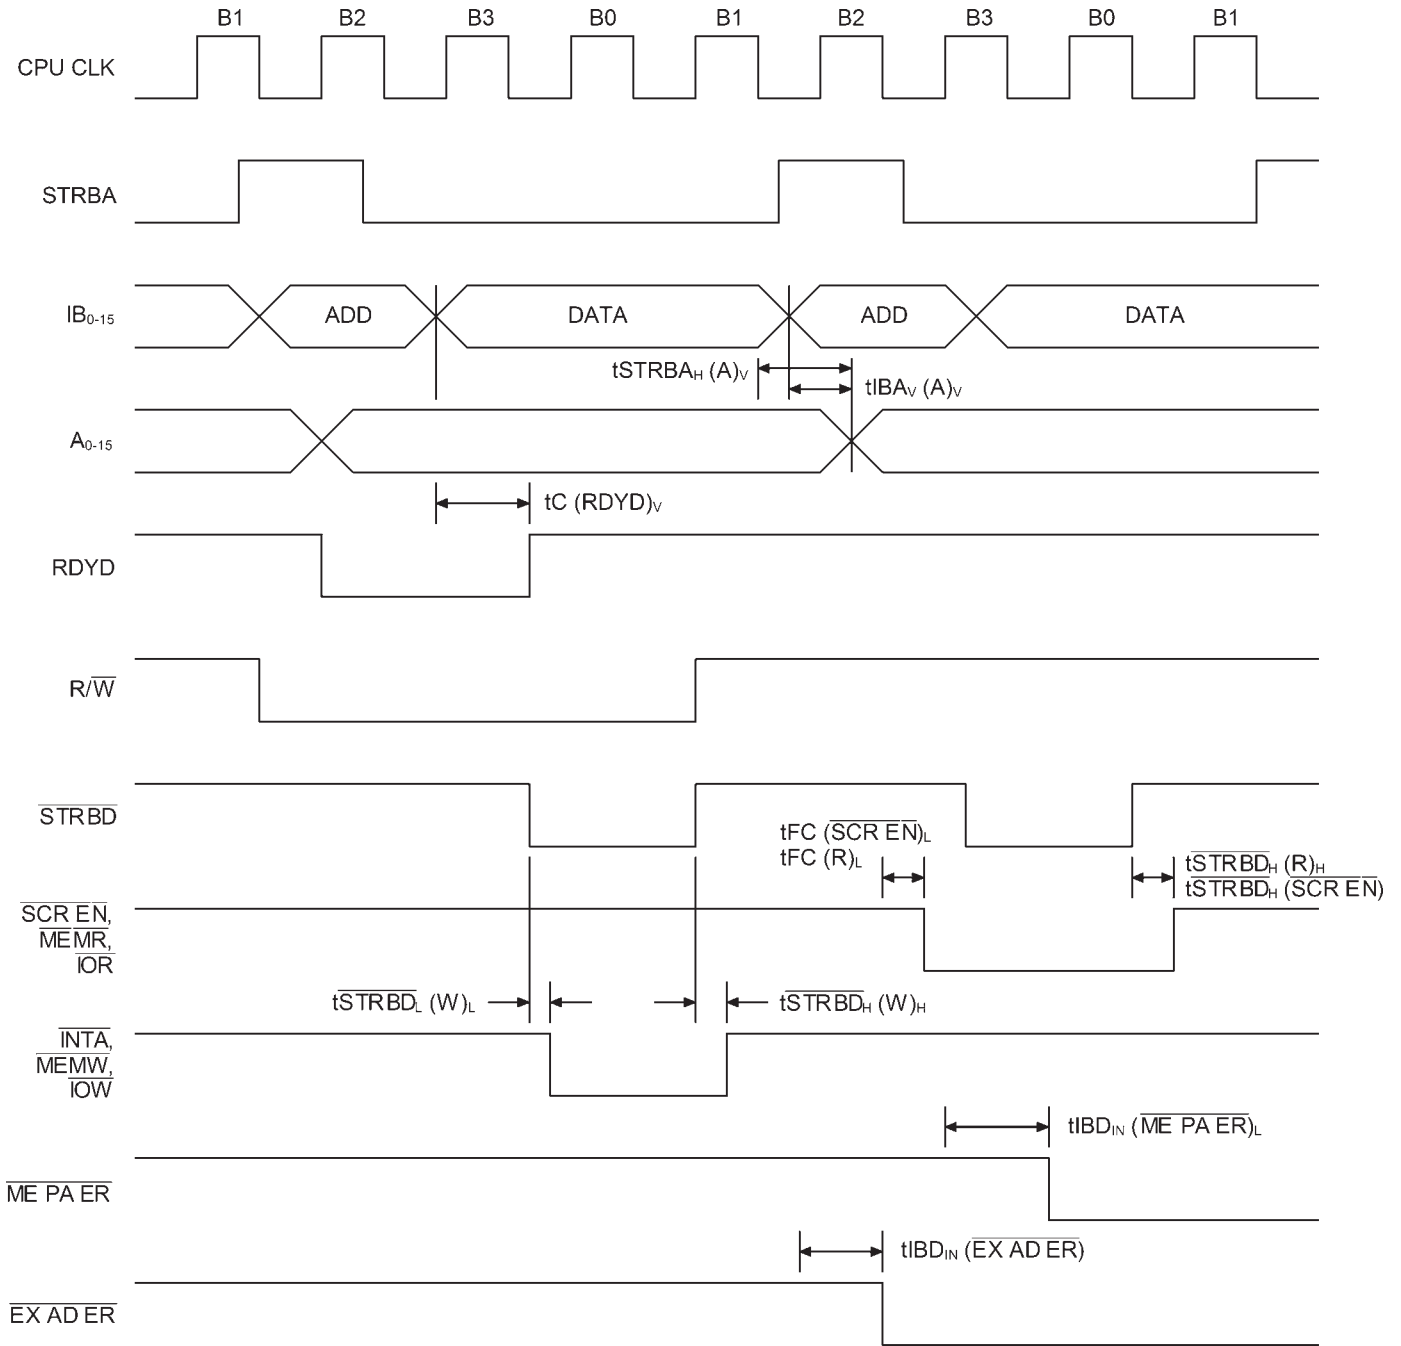 B1 B2 B3 B0 B1 B2 B3 B0 B1
CPU CLK
STRBA
IB0-15 ADD DATA ADD DATA
tSTRBAH (A)V
tIBAV (A)V
A0-15
tC (RDYD)V
RDYD
R/W
STRBD
tFC (SCR EN)L
tFC (R)L
tSTRBDH (R)H
tSTRBDH (SCR EN)
SCR EN,
MEMR,
IOR
tSTRBDL (W)L tSTRBDH (W)H
INTA,
MEMW,
IOW
tIBDIN (ME PA ER)L
ME PA ER
tIBDIN (EX AD ER)
EX AD ER